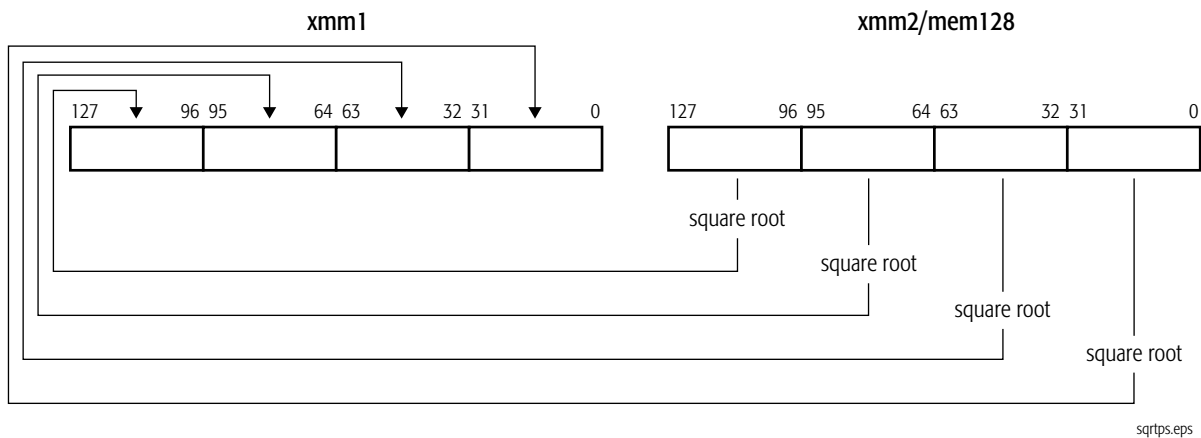 xmm1 xmm2/mem128
127 96 95 64 63 32 31 0 127 96 95 64 63 32 31 0
square root
square root
square root
square root
sqrtps.eps